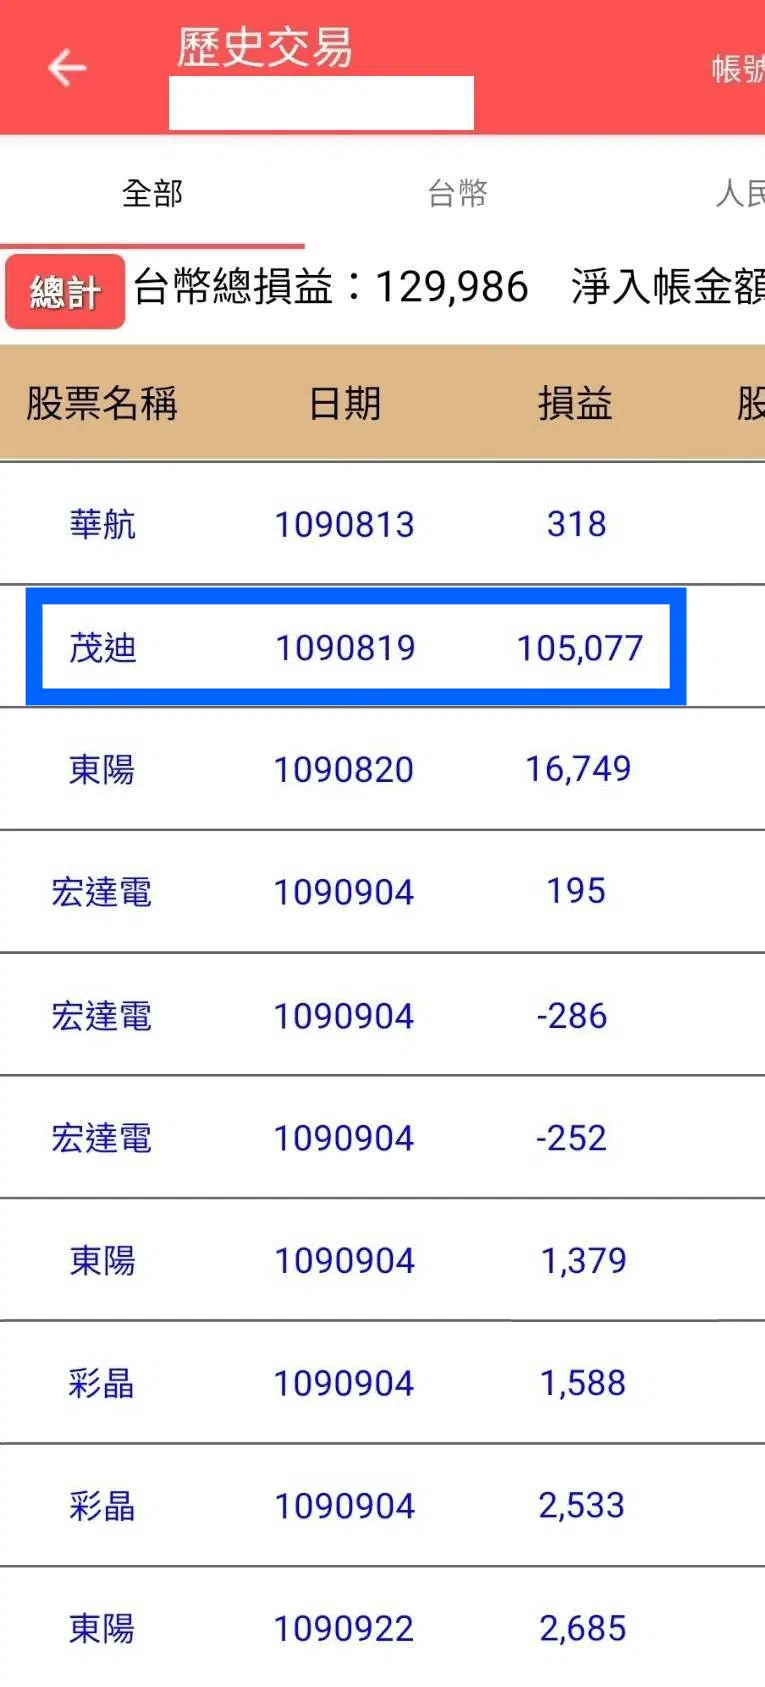 歷史交易
帳號
全部 台幣 人民
總計 台幣總損益：129,986 淨入帳金額
股票名稱 日期 損益 股
華航 1090813 318
茂迪 1090819 105,077
東陽 1090820 16,749
宏達電 1090904 195
宏達電 1090904 -286
宏達電 1090904 -252
東陽 1090904 1,379
彩晶 1090904 1,588
彩晶 1090904 2,533
東陽 1090922 2,685